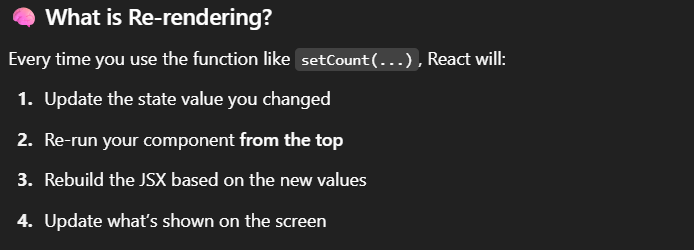 🧠 What is Re-rendering?
Every time you use the function like setCount(...), React will:
1. Update the state value you changed
2. Re-run your component from the top
3. Rebuild the JSX based on the new values
4. Update what's shown on the screen